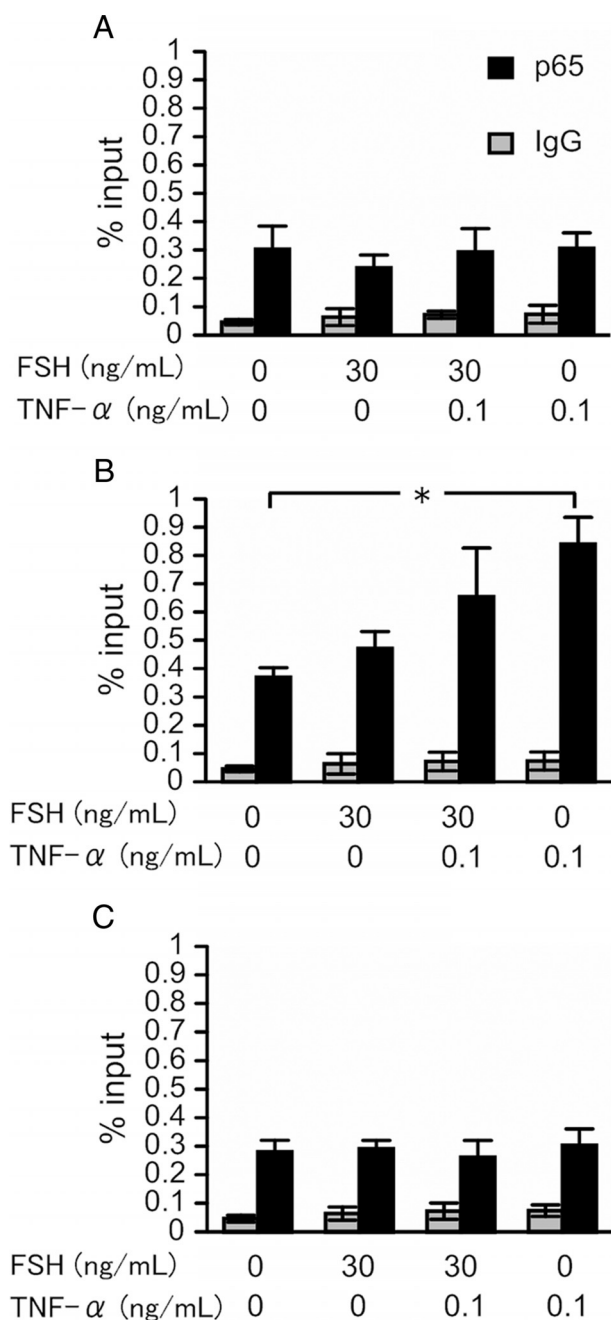 A
1
0.9
0.8
0.7
0.6
0.5
0.4
0.3
0.2
0.1
0
% input
p65
IgG
FSH (ng/mL) 0 30 30 0
TNF-α (ng/mL) 0 0 0.1 0.1
B
1
0.9
0.8
0.7
0.6
0.5
0.4
0.3
0.2
0.1
0
% input
*
FSH (ng/mL) 0 30 30 0
TNF-α (ng/mL) 0 0 0.1 0.1
C
1
0.9
0.8
0.7
0.6
0.5
0.4
0.3
0.2
0.1
0
% input
FSH (ng/mL) 0 30 30 0
TNF-α (ng/mL) 0 0 0.1 0.1